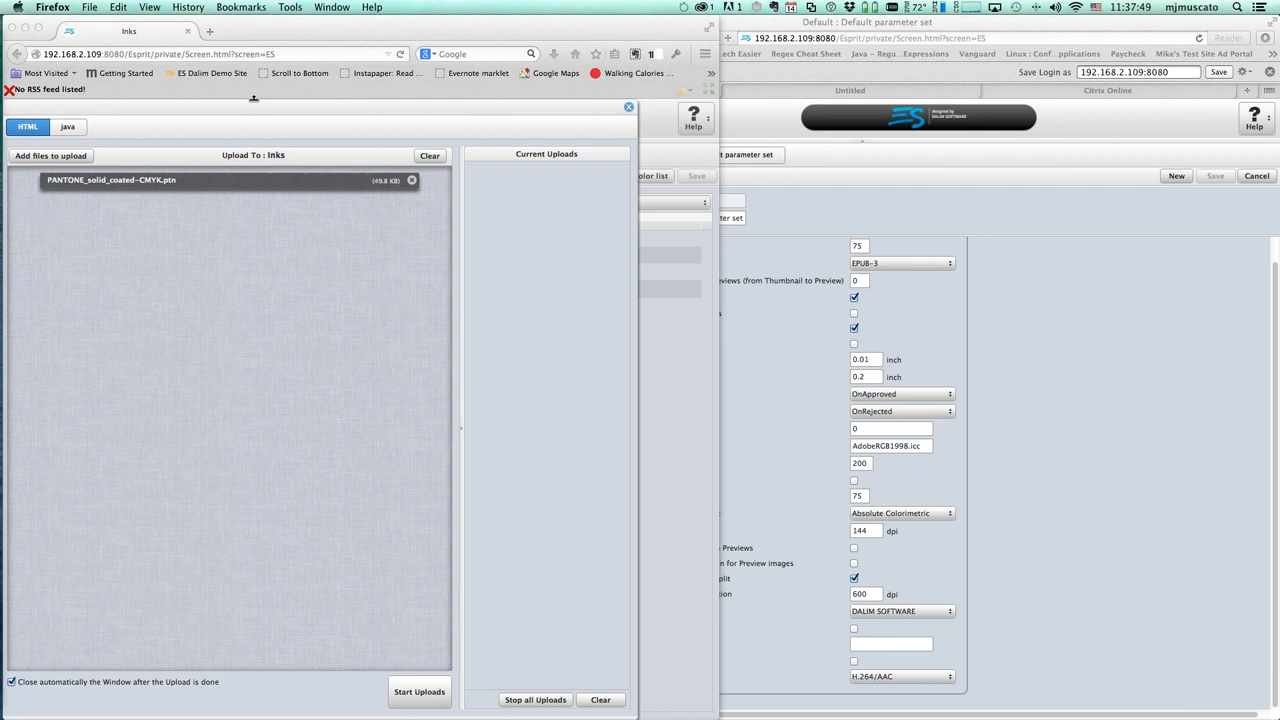 Firefox File Edit View History Bookmarks Tools Window Help
1 1 14 72° 11:37:49 mjmuscato
Inks
192.168.2.109:8080/Esprit/private/Screen.html?screen=ES
Google
Most Visited Getting Started ES Dalim Demo Site Scroll to Bottom Instapaper: Read ... Evernote marklet Google Maps Walking Calories ...
No RSS feed listed!
HTML java
Add files to upload Upload To : Inks Clear
PANTONE_solid_coated-CMYK.ptn (49.8 KB)
Close automatically the Window after the Upload is done
Start Uploads
Current Uploads
Stop all Uploads Clear
Help
olor list Save
Default : Default parameter set
192.168.2.109:8080/Esprit/private/Screen.html?screen=ES Reader
ech Easier Regex Cheat Sheet Java – Regu...Expressions Vanguard Linux : Conf...pplications Paycheck Mike's Test Site Ad Portal
Save Login as 192.168.2.109:8080 Save
Untitled Citrix Online
ES designed by DALIM SOFTWARE
Help
t parameter set
New Save Cancel
ter set
75
EPUB-3
eviews (from Thumbnail to Preview) 0
s
0.01 inch
0.2 inch
OnApproved
OnRejected
0
AdobeRGB1998.icc
200
75
: Absolute Colorimetric
144 dpi
Previews
n for Preview images
plit
tion 600 dpi
DALIM SOFTWARE
H.264/AAC